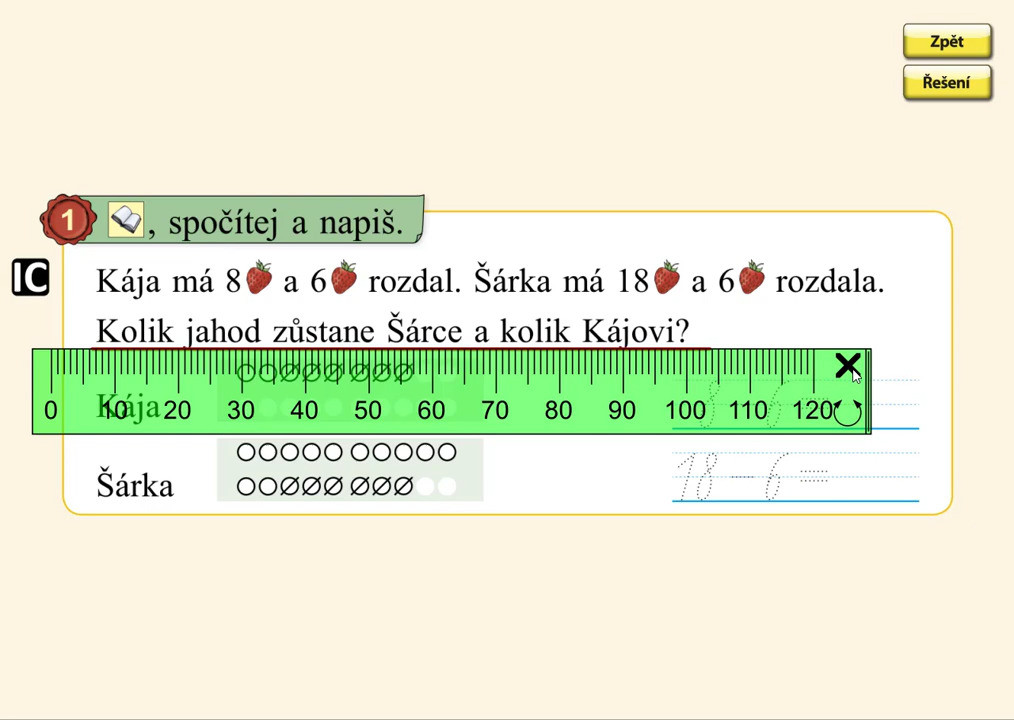 Zpět
Řešení
1 , spočítej a napiš.
IC
Kája má 8 a 6 rozdal. Šárka má 18 a 6 rozdala.
Kolik jahod zůstane Šárce a kolik Kájovi?
Kája
8 – 6 =
0 10 20 30 40 50 60 70 80 90 100 110 120
Šárka
18 – 6 =